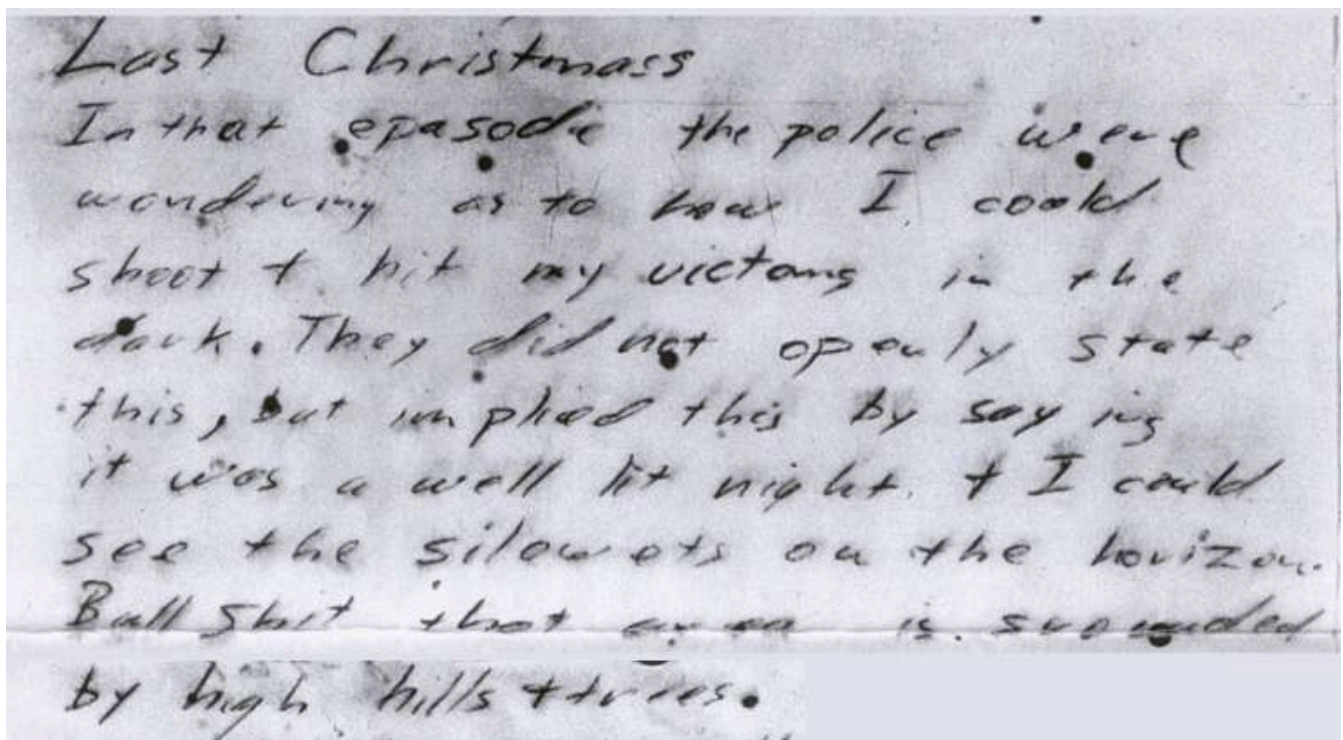 Last Christmass
In that epasode the police were
wondering as to how I could
shoot + hit my victoms in the
dark. They did not openly state
this, but implied this by saying
it was a well lit night + I could
see the silowets on the horizon.
Bullshit that area is srounded
by high hills + trees.